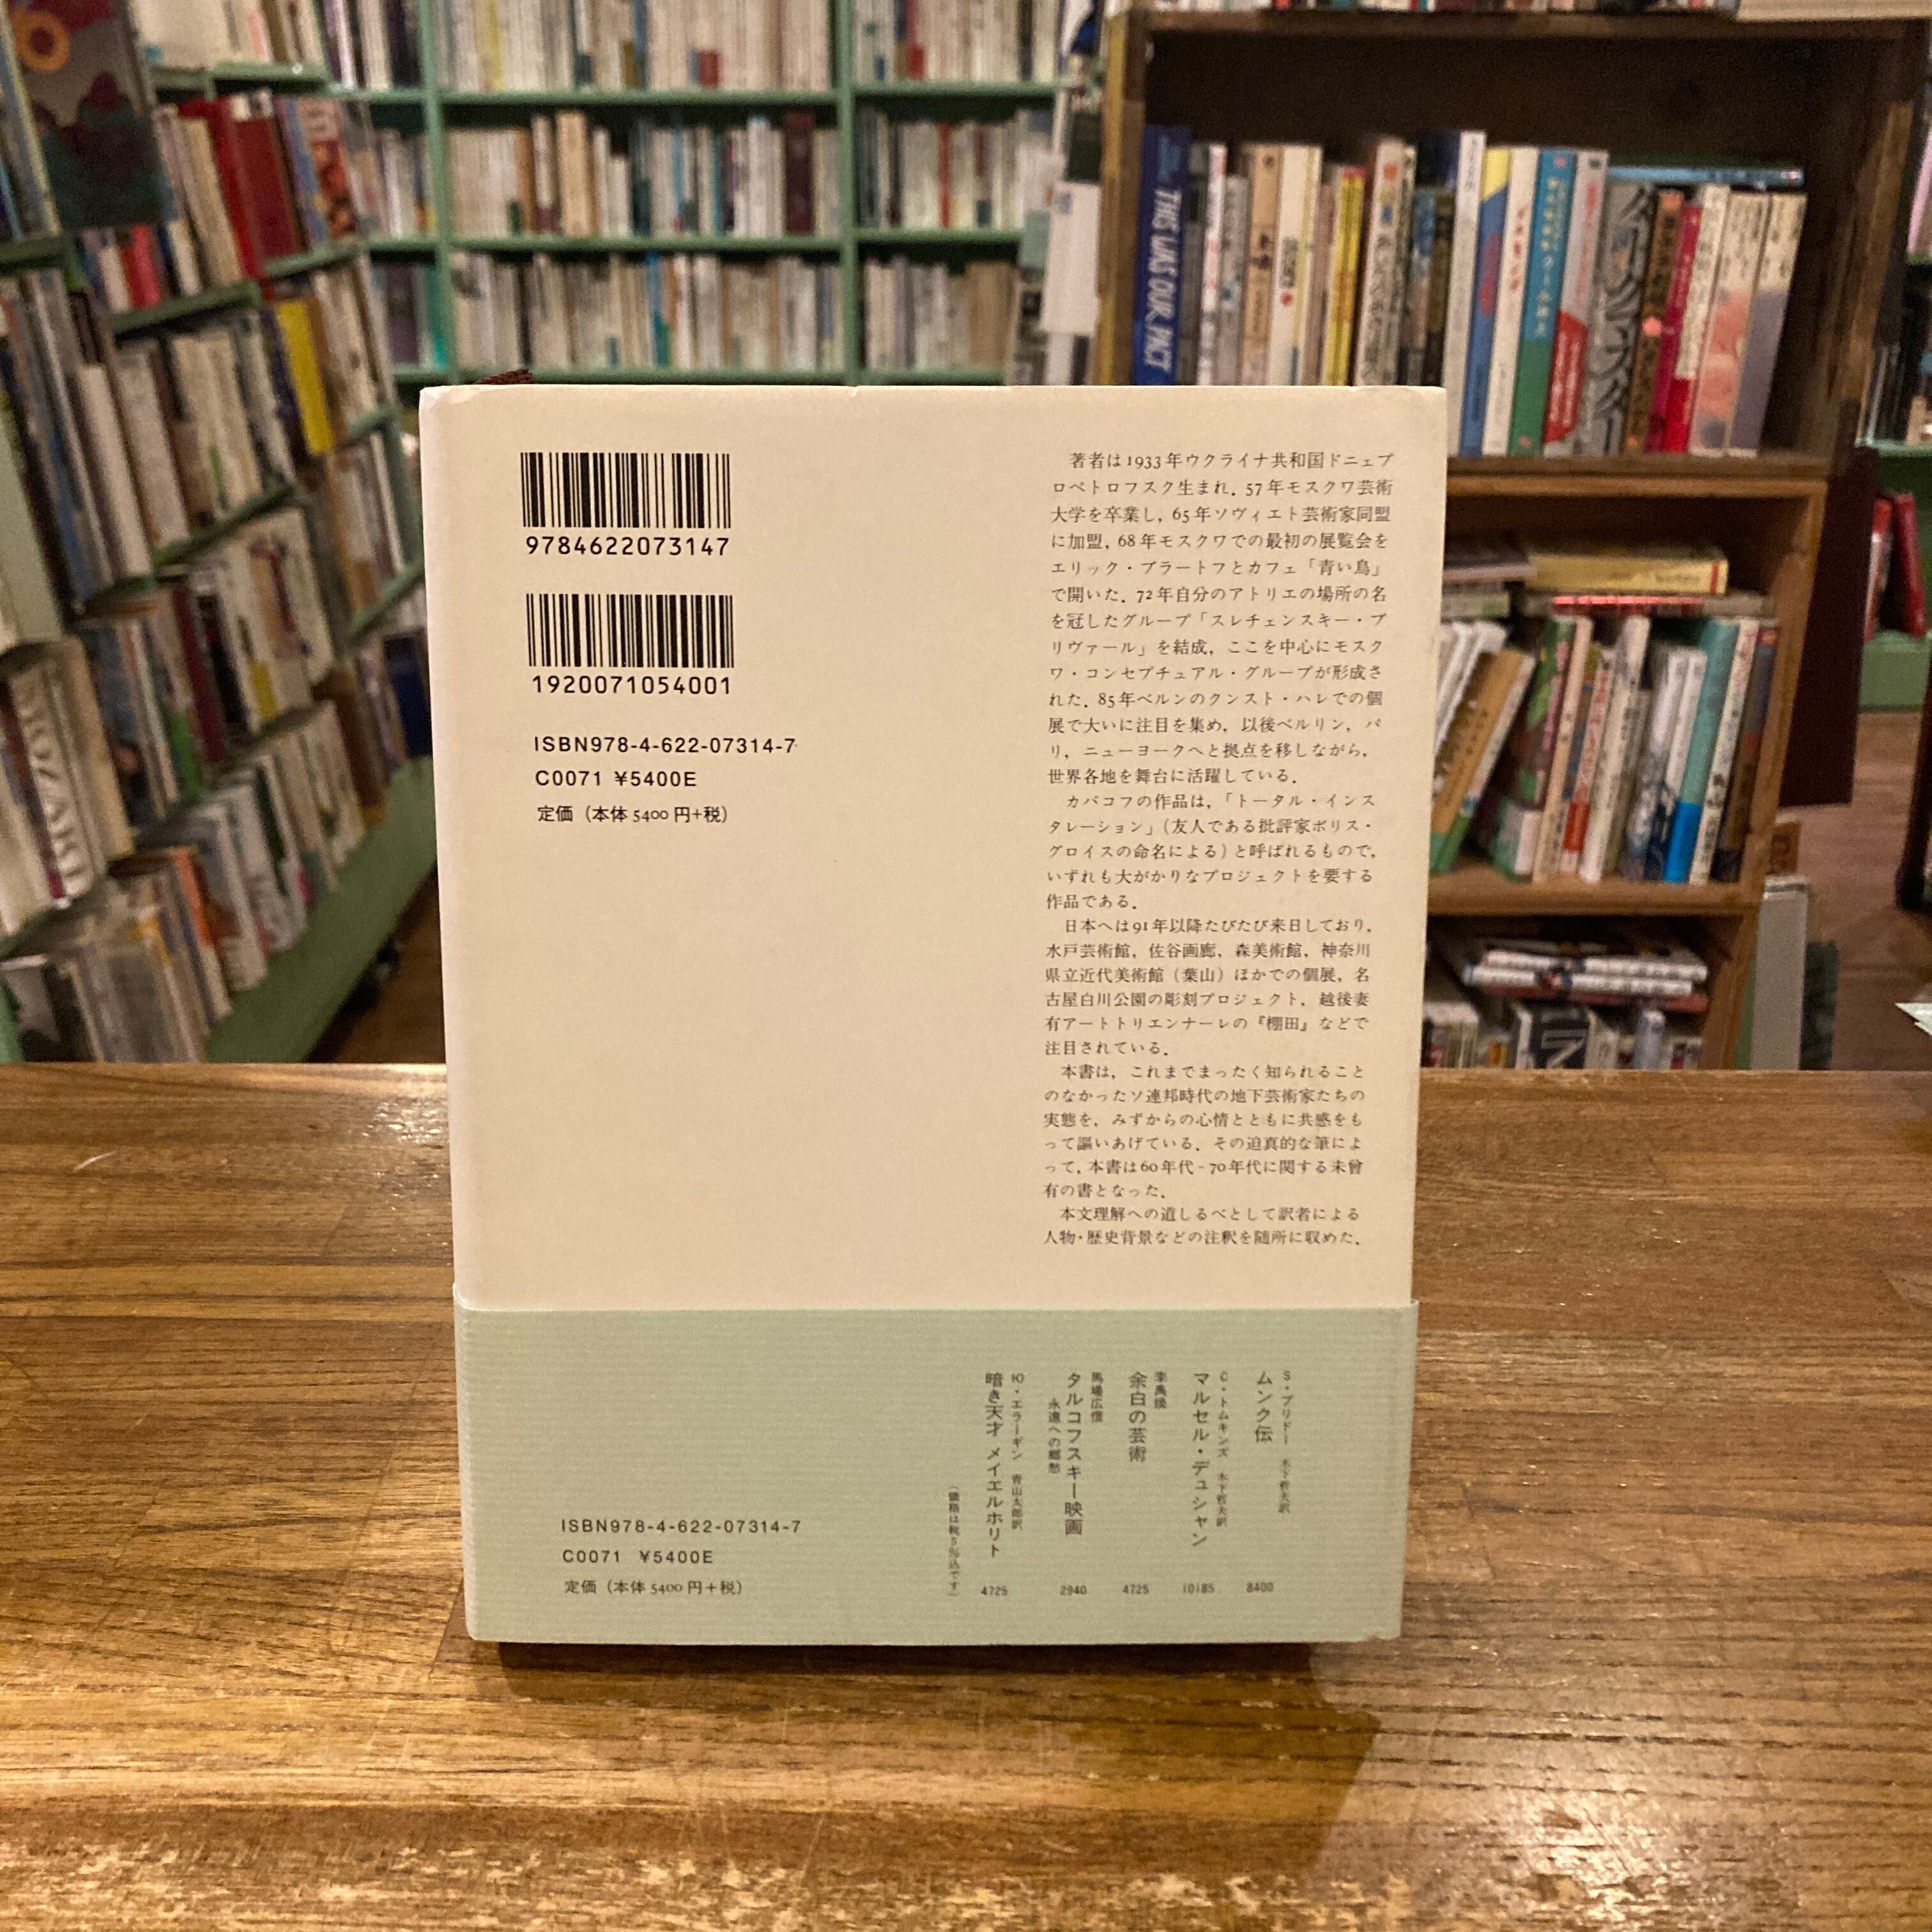 THIS WAS OUR PACT
9784622073147
1920071054001
ISBN978-4-622-07314-7
C0071 ¥5400E
定価（本体5400円+税）
著者は1933年ウクライナ共和国ドニェプ
ロペトロフスク生まれ．57年モスクワ芸術
大学を卒業し，65年ソヴィエト芸術家同盟
に加盟，68年モスクワでの最初の展覧会を
エリック・ブラートフとカフェ「青い鳥」
で開いた．72年自分のアトリエの場所の名
を冠したグループ「スレチェンスキー・ブ
リヴァール」を結成，ここを中心にモスク
ワ・コンセプチュアル・グループが形成さ
れた．85年ベルンのクンスト・ハレでの個
展で大いに注目を集め，以後ベルリン，パ
リ，ニューヨークへと拠点を移しながら，
世界各地を舞台に活躍している．
カバコフの作品は，「トータル・インス
タレーション」（友人である批評家ボリス・
グロイスの命名による）と呼ばれるもので，
いずれも大がかりなプロジェクトを要する
作品である．
日本へは91年以降たびたび来日しており，
水戸芸術館，佐谷画廊，森美術館，神奈川
県立近代美術館（葉山）ほかでの個展，名
古屋白川公園の彫刻プロジェクト，越後妻
有アートトリエンナーレの『棚田』などで
注目されている．
本書は，これまでまったく知られること
のなかったソ連邦時代の地下芸術家たちの
実態を，みずからの心情とともに共感をも
って謳いあげている．その迫真的な筆によ
って，本書は60年代-70年代に関する未曾
有の書となった．
本文理解への道しるべとして訳者による
人物・歴史背景などの注釈を随所に収めた．
S・プリドー 木下哲夫訳
ムンク伝 8400
C・トムキンズ 木下哲夫訳
マルセル・デュシャン 10185
李禹煥
余白の芸術 4725
馬場広信
タルコフスキー映画 2940
永遠への郷愁
Ю・エラーギン 青山太郎訳
暗き天才 メイエルホリト 4725
（価格は税5％込です）
ISBN978-4-622-07314-7
C0071 ¥5400E
定価（本体5400円＋税）